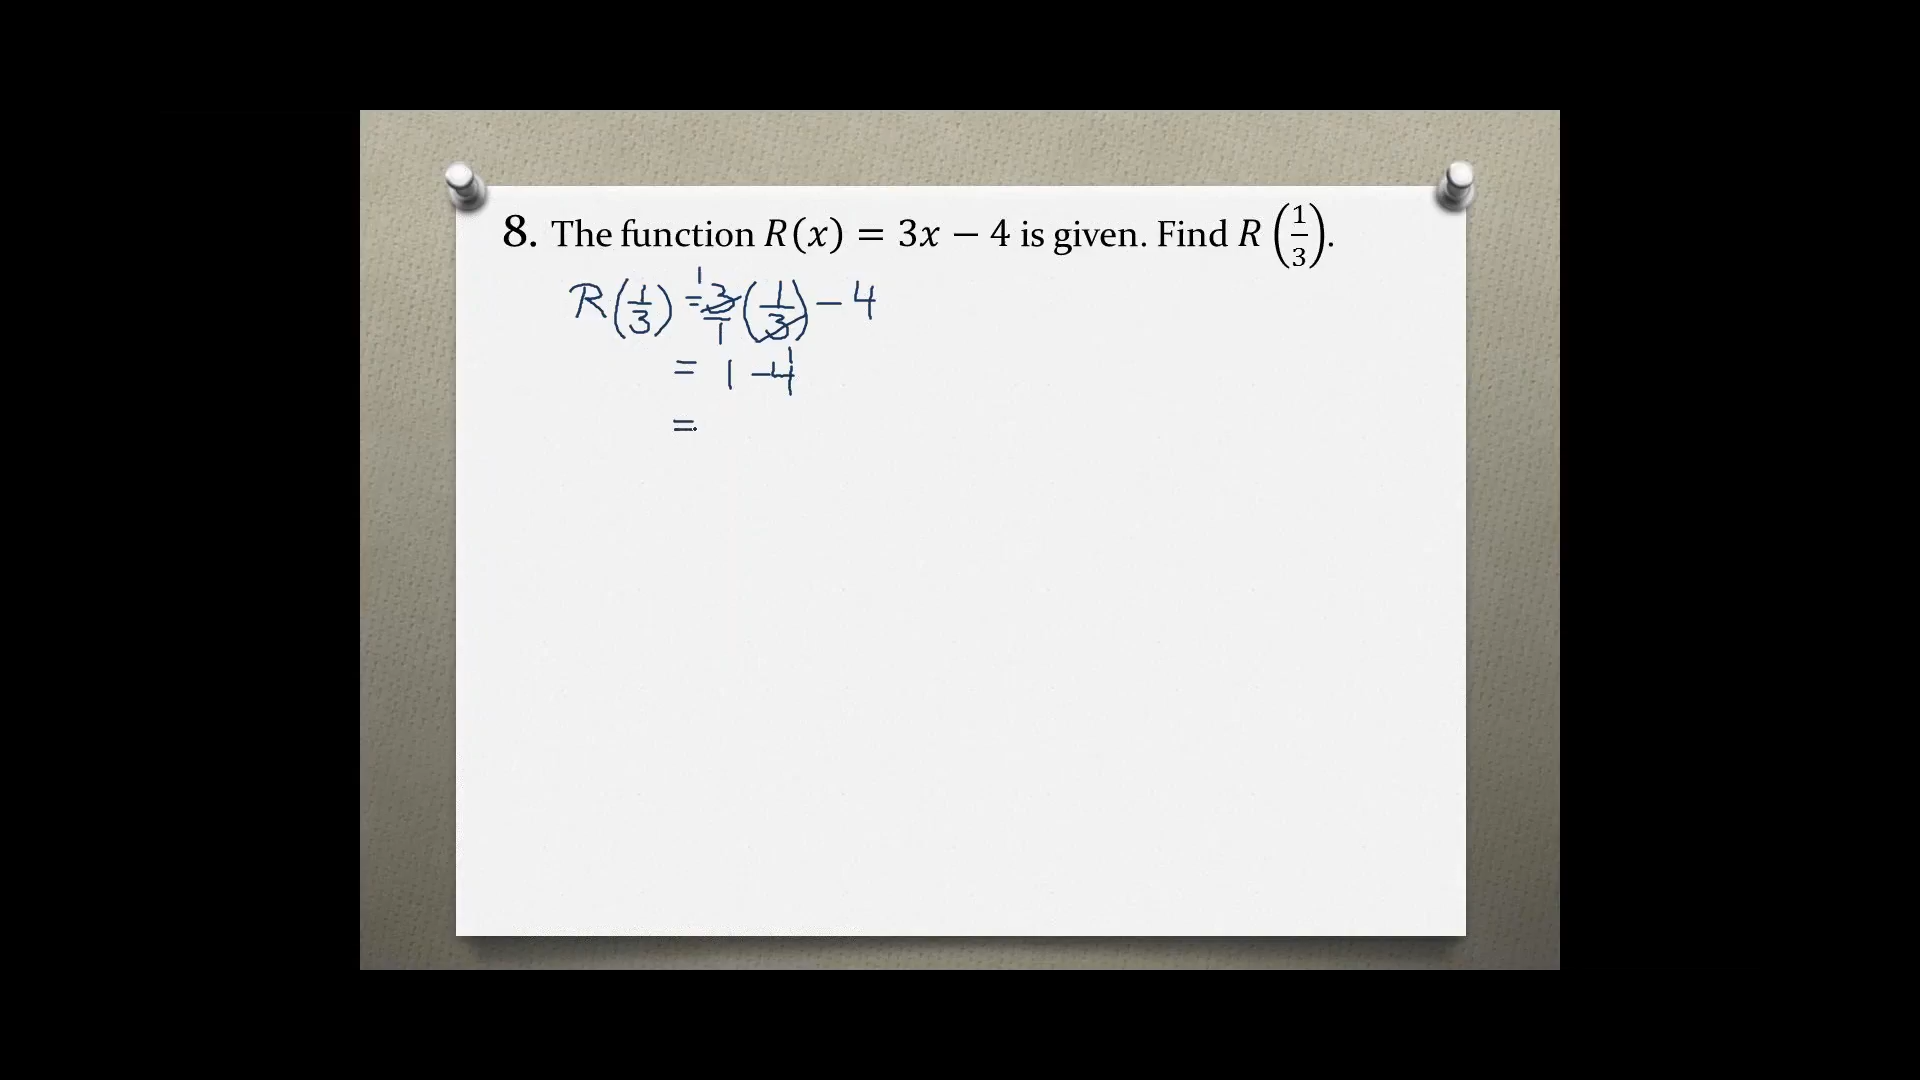 8. The function R(x) = 3x − 4 is given. Find R(1/3).
R(1/3) = 3/1 (1/3) − 4
= 1 − 4
=